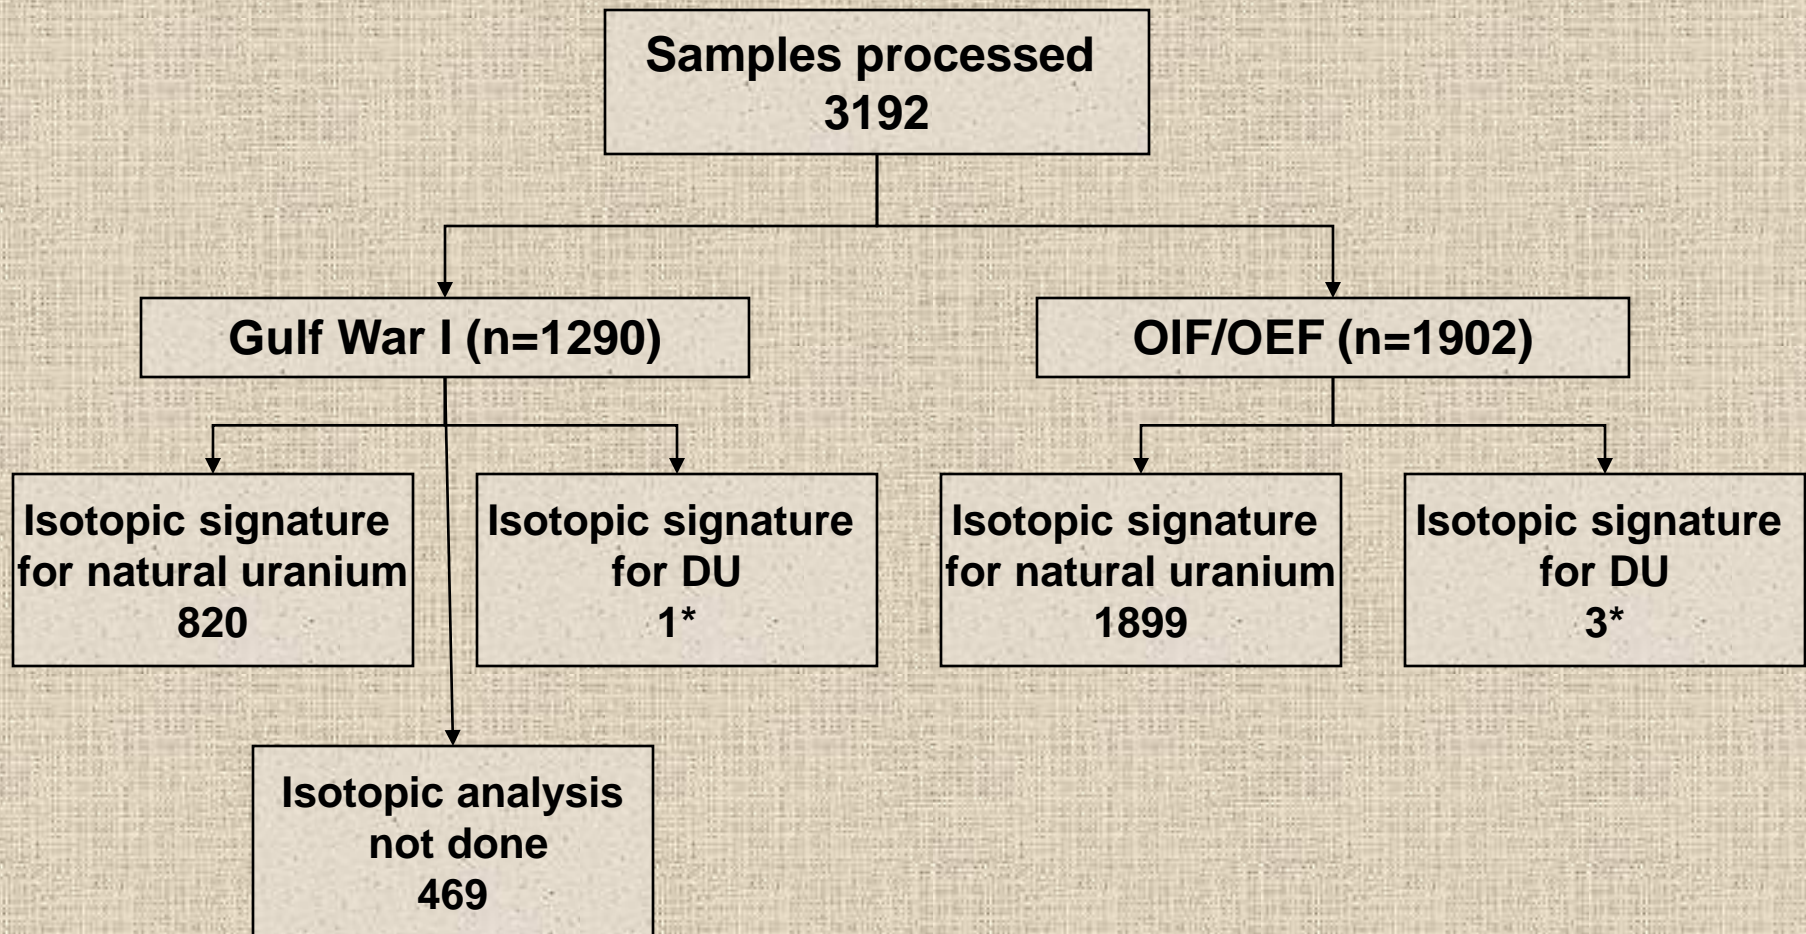 Samples processed
3192
Gulf War I (n=1290)
OIF/OEF (n=1902)
Isotopic signature
for natural uranium
820
Isotopic signature
for DU
1*
Isotopic signature
for natural uranium
1899
Isotopic signature
for DU
3*
Isotopic analysis
not done
469